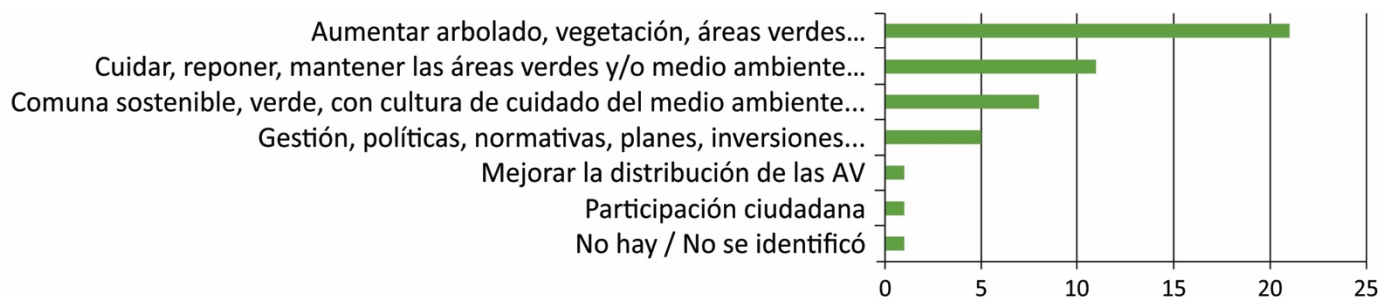 Aumentar arbolado, vegetación, áreas verdes...
Cuidar, reponer, mantener las áreas verdes y/o medio ambiente...
Comuna sostenible, verde, con cultura de cuidado del medio ambiente...
Gestión, políticas, normativas, planes, inversiones...
Mejorar la distribución de las AV
Participación ciudadana
No hay / No se identificó
0 5 10 15 20 25